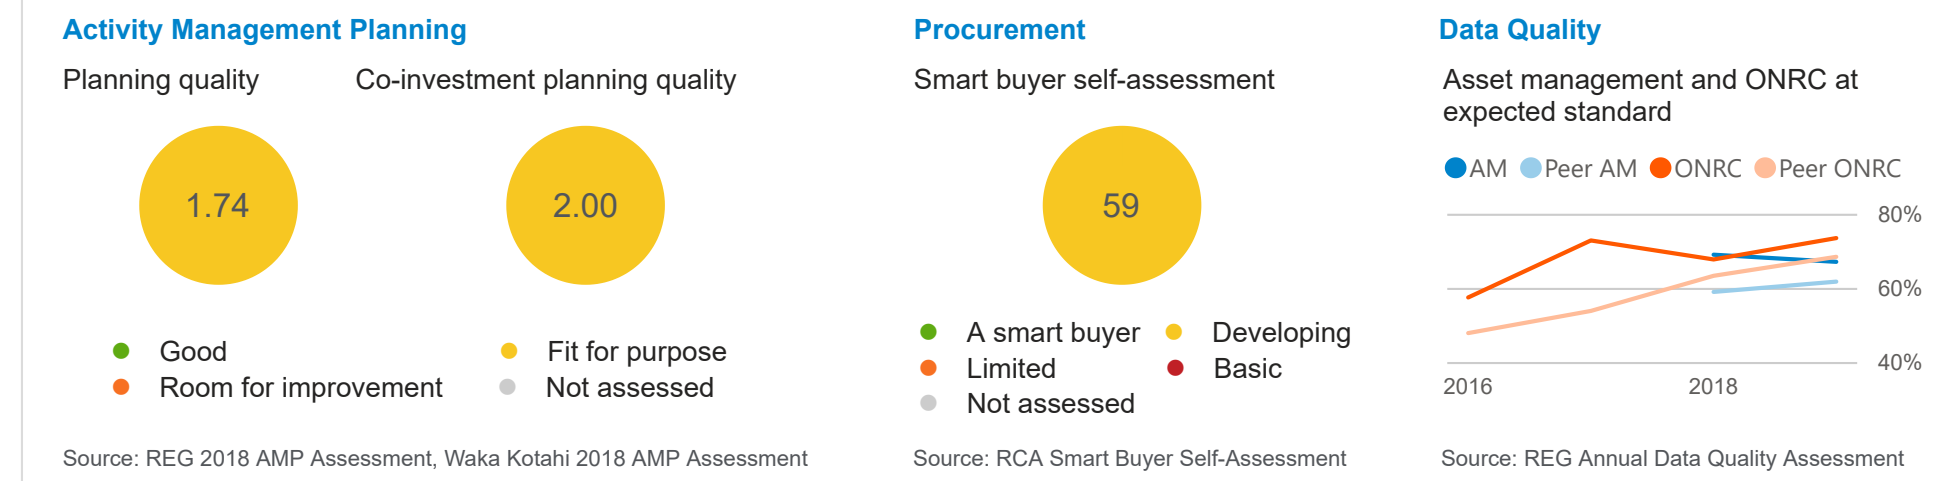 Activity Management Planning
Planning quality
Co-investment planning quality
1.74
2.00
Good
Fit for purpose
Room for improvement
Not assessed
Source: REG 2018 AMP Assessment, Waka Kotahi 2018 AMP Assessment
Procurement
Smart buyer self-assessment
59
A smart buyer
Developing
Limited
Basic
Not assessed
Source: RCA Smart Buyer Self-Assessment
Data Quality
Asset management and ONRC at
expected standard
AM Peer AM ONRC Peer ONRC
80%
60%
40%
2016 2018
Source: REG Annual Data Quality Assessment